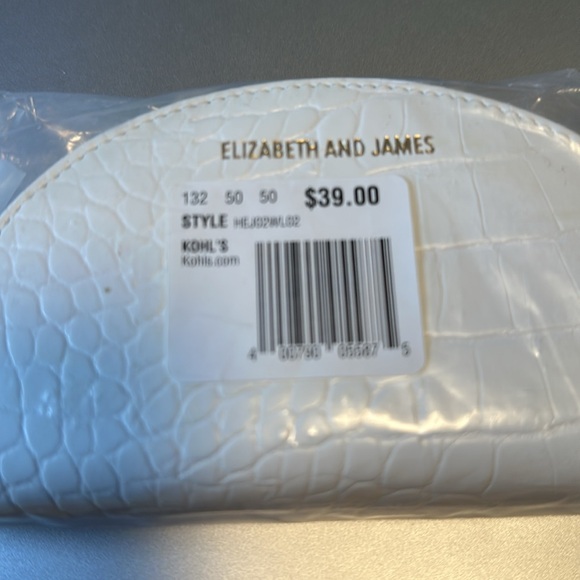 ELIZABETH AND JAMES
132 50 50 $39.00
STYLE
KOHL'S
Kohls.com